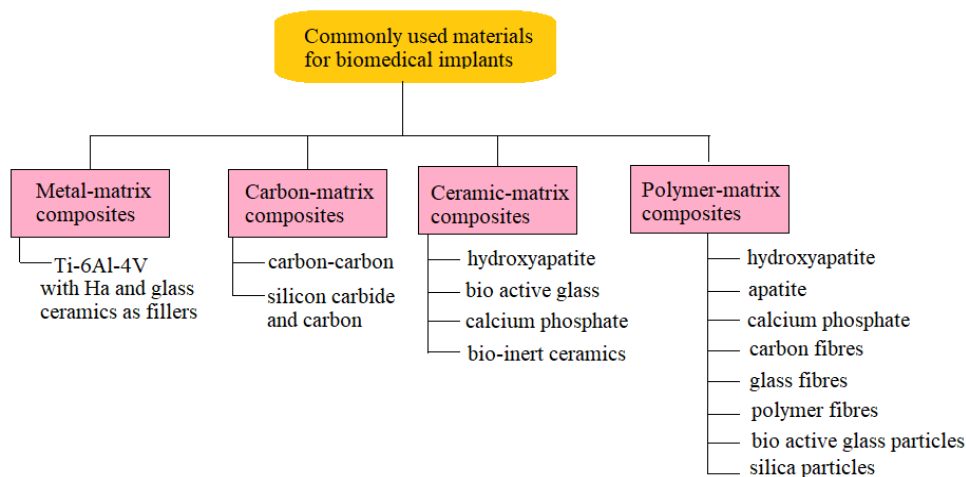 Commonly used materials
for biomedical implants
Metal-matrix
composites
Ti-6Al-4V
with Ha and glass
ceramics as fillers
Carbon-matrix
composites
carbon-carbon
silicon carbide
and carbon
Ceramic-matrix
composites
hydroxyapatite
bio active glass
calcium phosphate
bio-inert ceramics
Polymer-matrix
composites
hydroxyapatite
apatite
calcium phosphate
carbon fibres
glass fibres
polymer fibres
bio active glass particles
silica particles